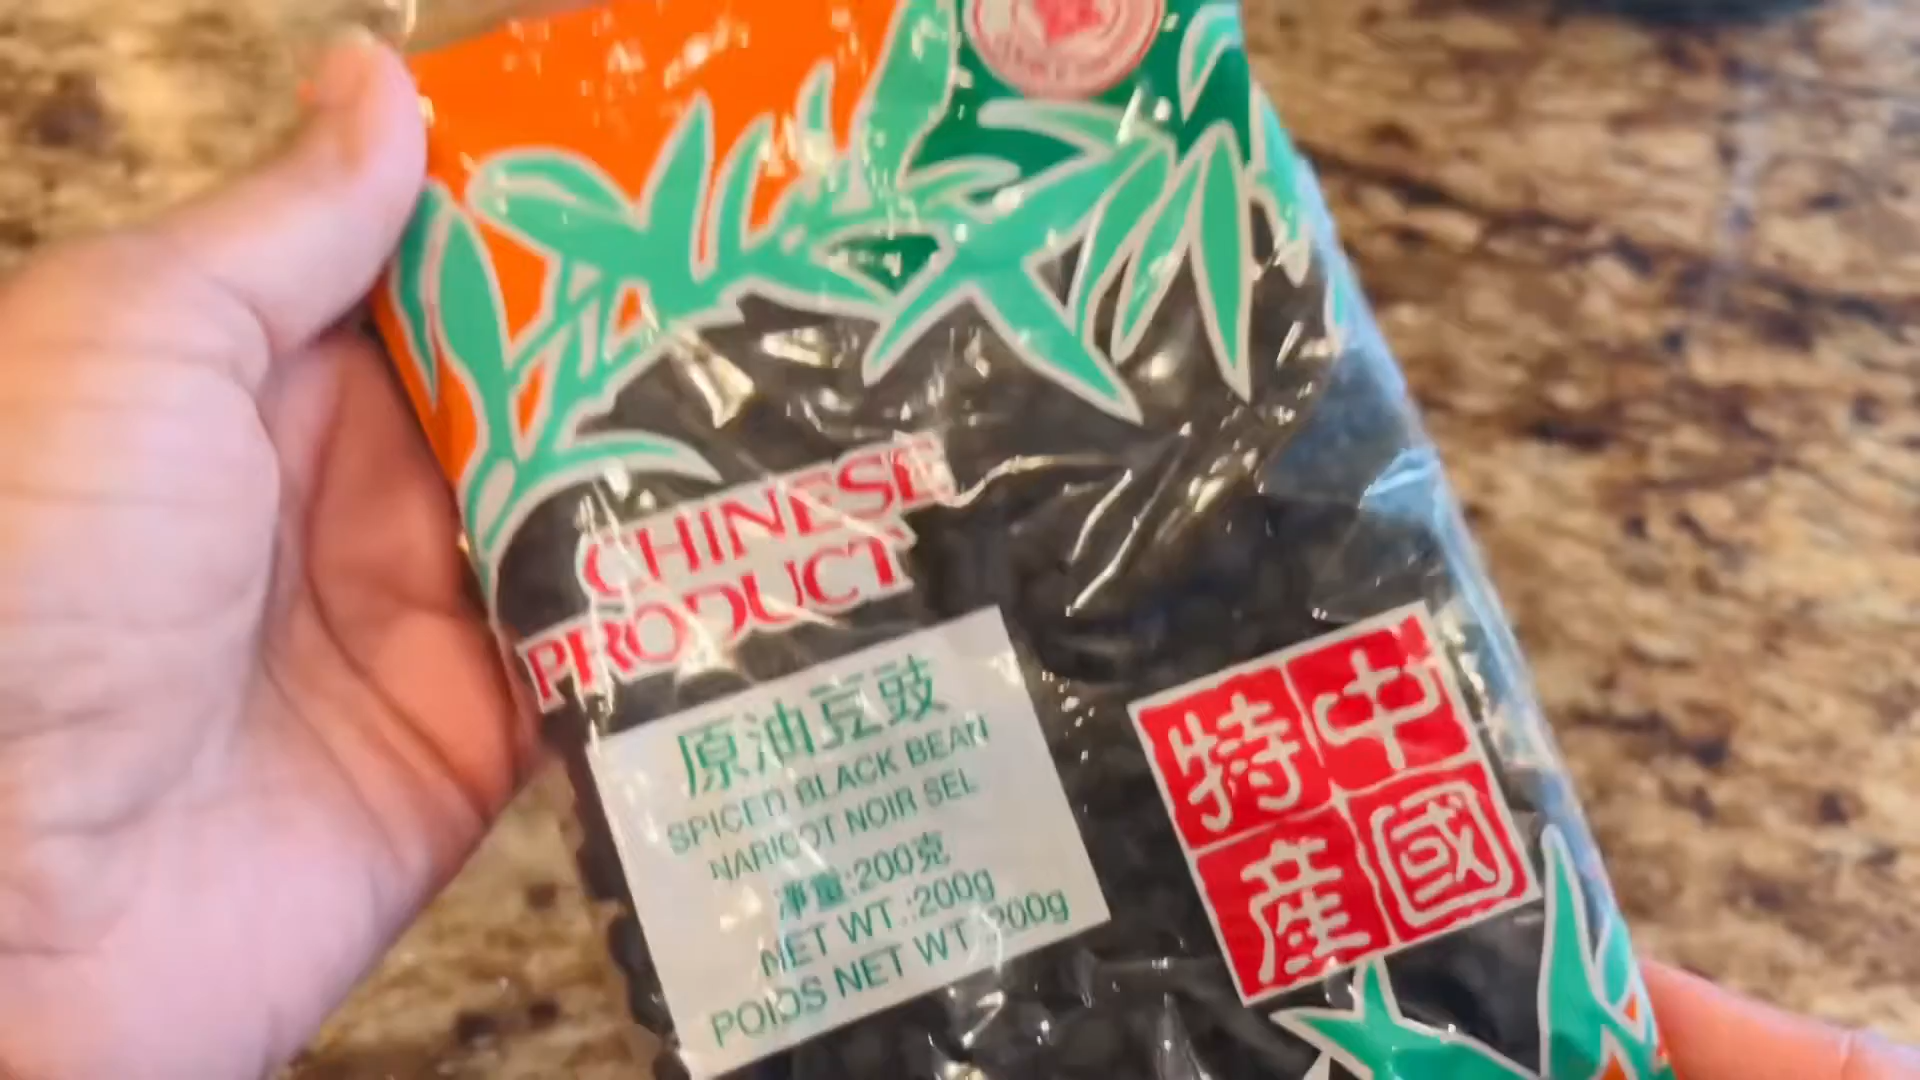 CHINESE
PRODUCT
原油豆豉
SPICED BLACK BEAN
NARICOT NOIR SEL
淨量:200克
NET WT.:200g
POIDS NET WT.:200g
中國
特產